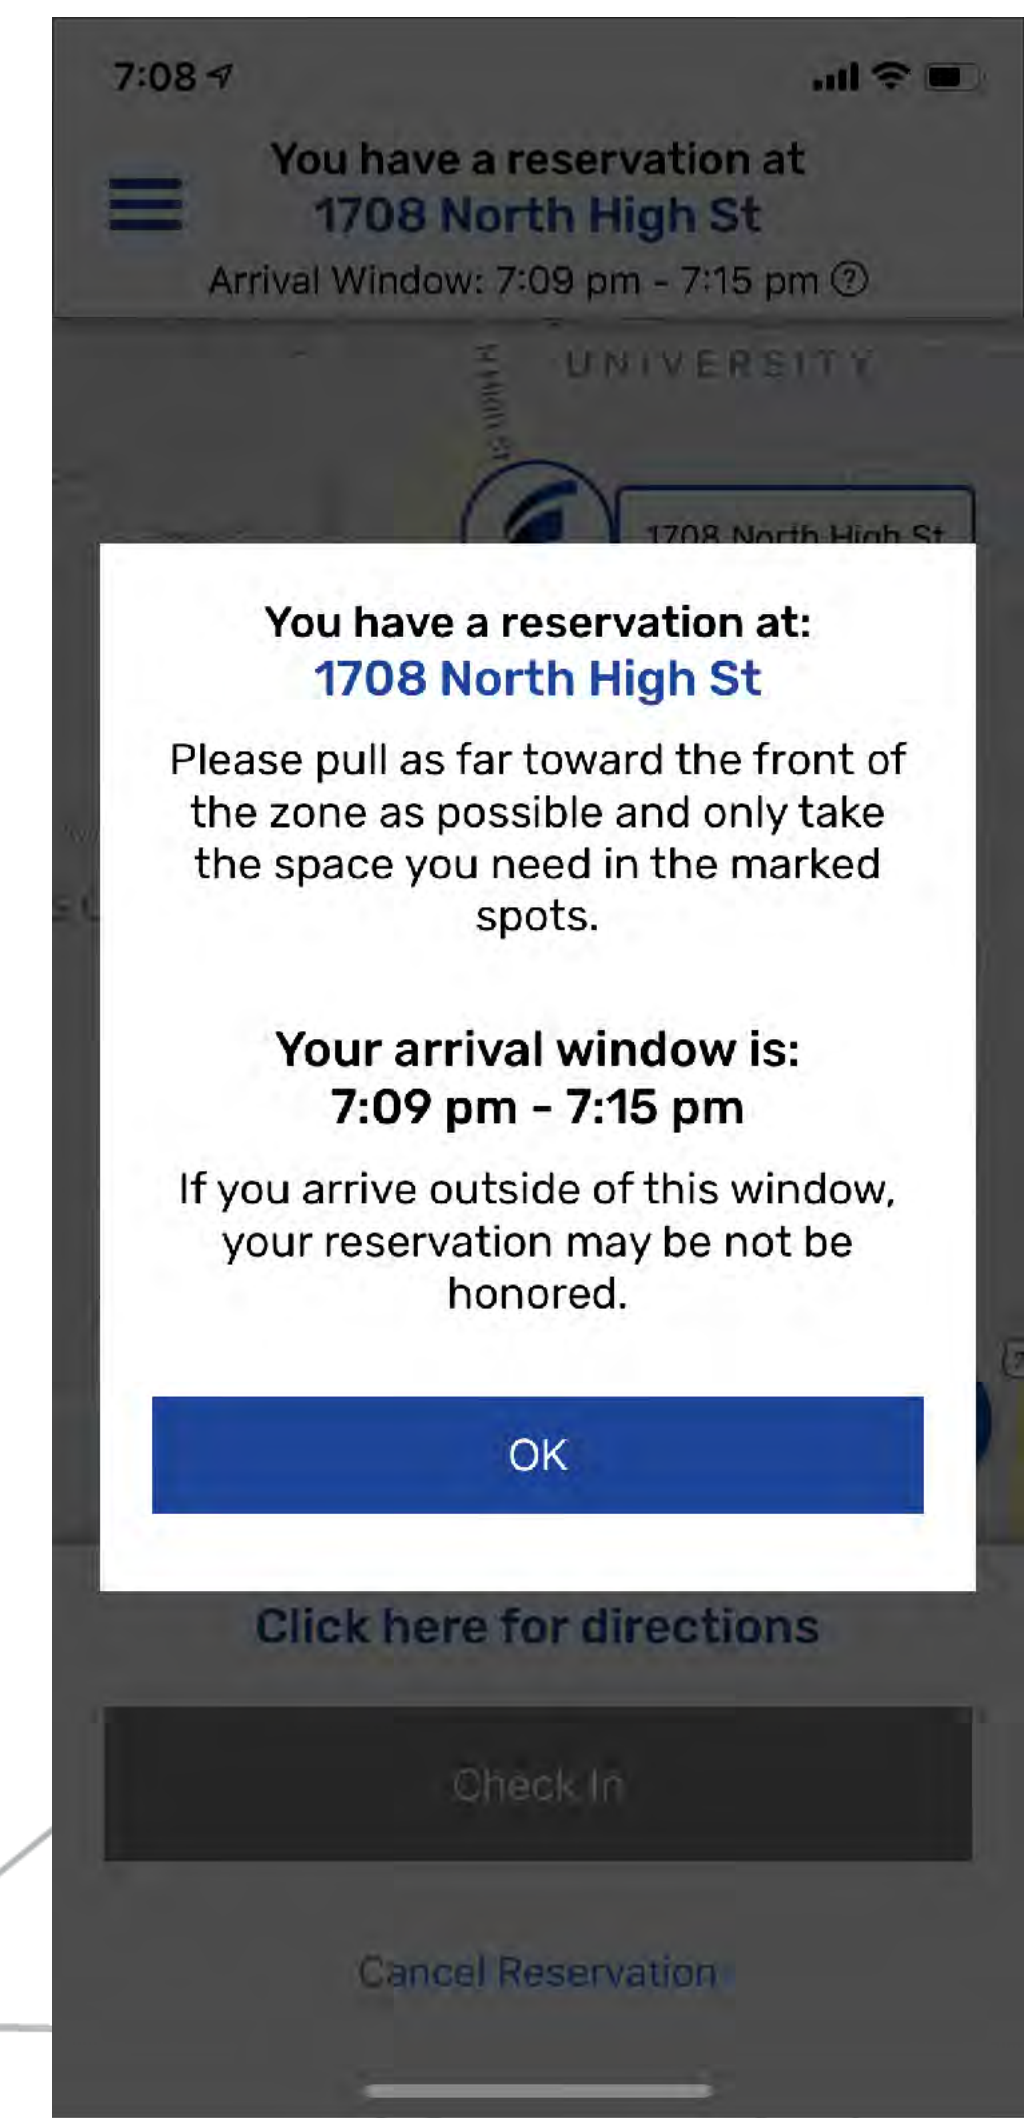 7:08
You have a reservation at
1708 North High St
Arrival Window: 7:09 pm - 7:15 pm ?
UNIVERSITY
N HIGH ST
1708 North High St
You have a reservation at:
1708 North High St
Please pull as far toward the front of
the zone as possible and only take
the space you need in the marked
spots.
Your arrival window is:
7:09 pm - 7:15 pm
If you arrive outside of this window,
your reservation may be not be
honored.
OK
Click here for directions
Check In
Cancel Reservation